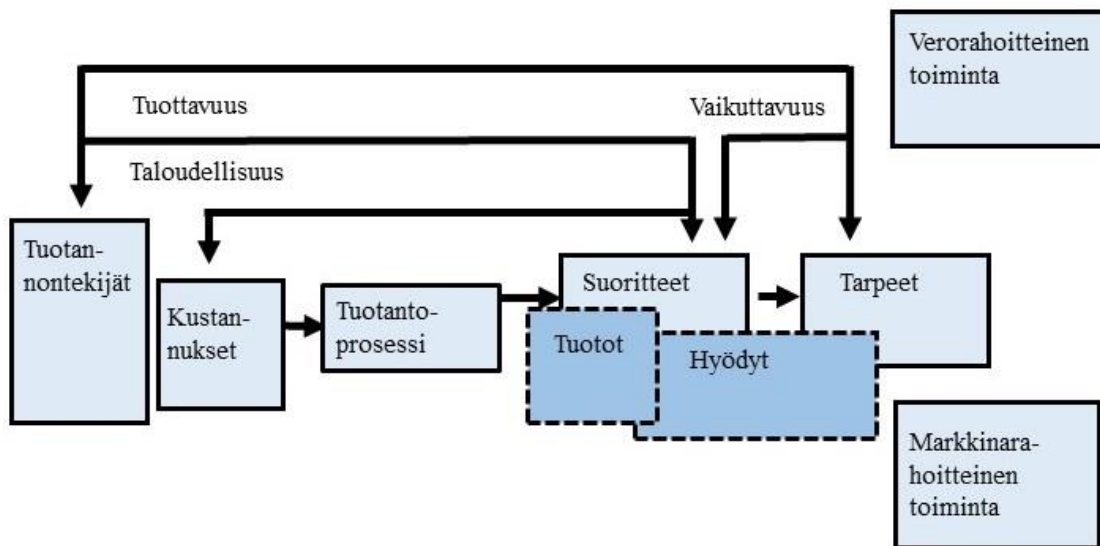 Verorahoitteinen
toiminta
Tuottavuus
Vaikuttavuus
Taloudellisuus
Tuotan-
nontekijät
Kustan-
nukset
Tuotanto-
prosessi
Suoritteet
Tarpeet
Tuotot
Hyödyt
Markkinara-
hoitteinen
toiminta